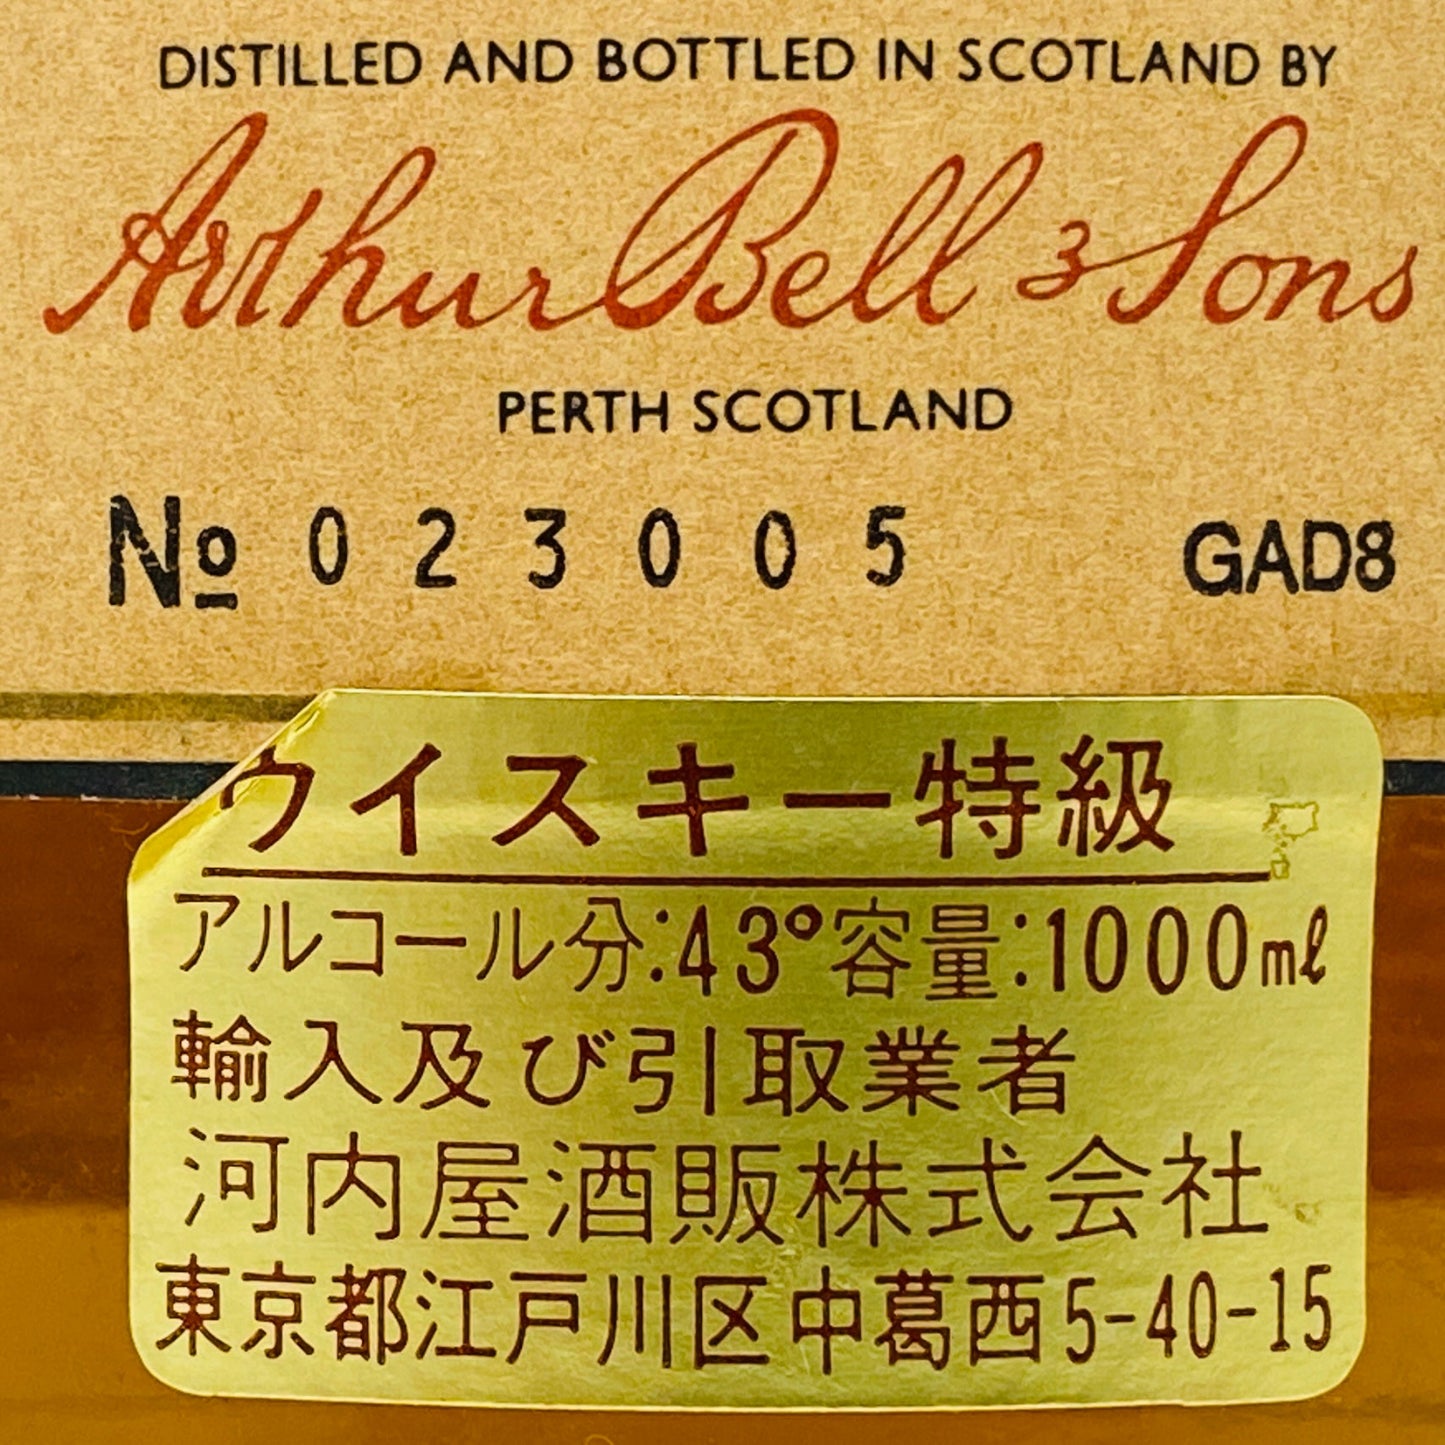 DISTILLED AND BOTTLED IN SCOTLAND BY
Arthur Bell & Sons
PERTH SCOTLAND
№ 023005 GAD8
ウイスキー特級
アルコール分:43°容量:1000ml
輸入及び引取業者
河内屋酒販株式会社
東京都江戸川区中葛西5-40-15